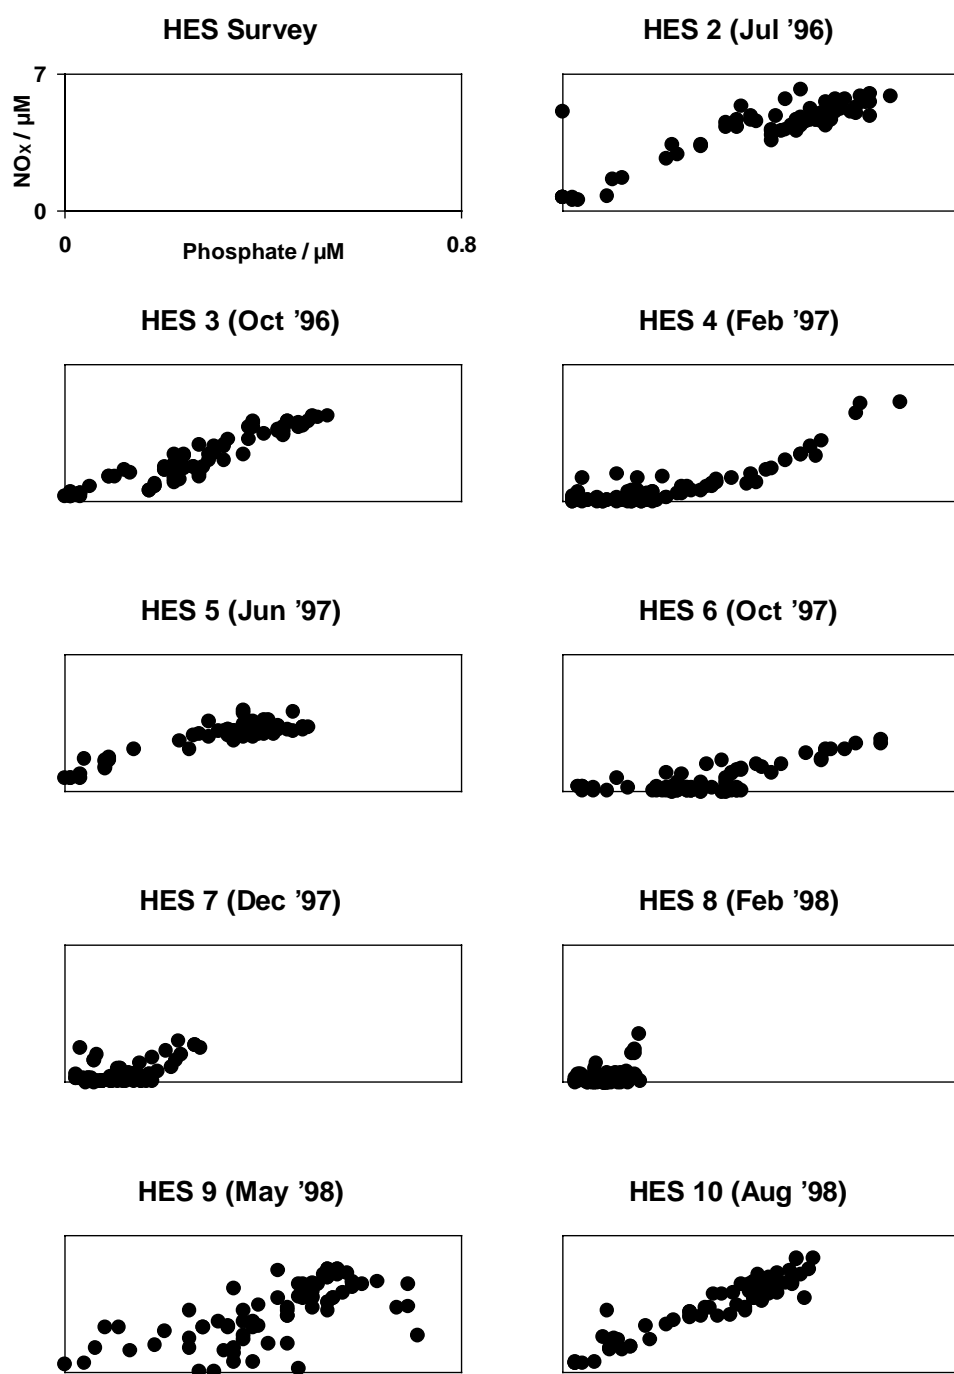 HES Survey
HES 2 (Jul '96)
7
NOX / µM
0
0
Phosphate / µM
0.8
HES 3 (Oct '96)
HES 4 (Feb '97)
HES 5 (Jun '97)
HES 6 (Oct '97)
HES 7 (Dec '97)
HES 8 (Feb '98)
HES 9 (May '98)
HES 10 (Aug '98)